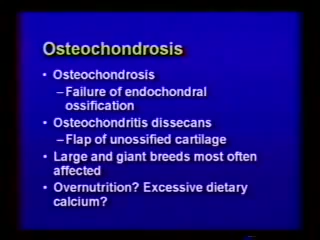 Osteochondrosis
• Osteochondrosis
– Failure of endochondral
ossification
• Osteochondritis dissecans
– Flap of unossified cartilage
• Large and giant breeds most often
affected
• Overnutrition? Excessive dietary
calcium?